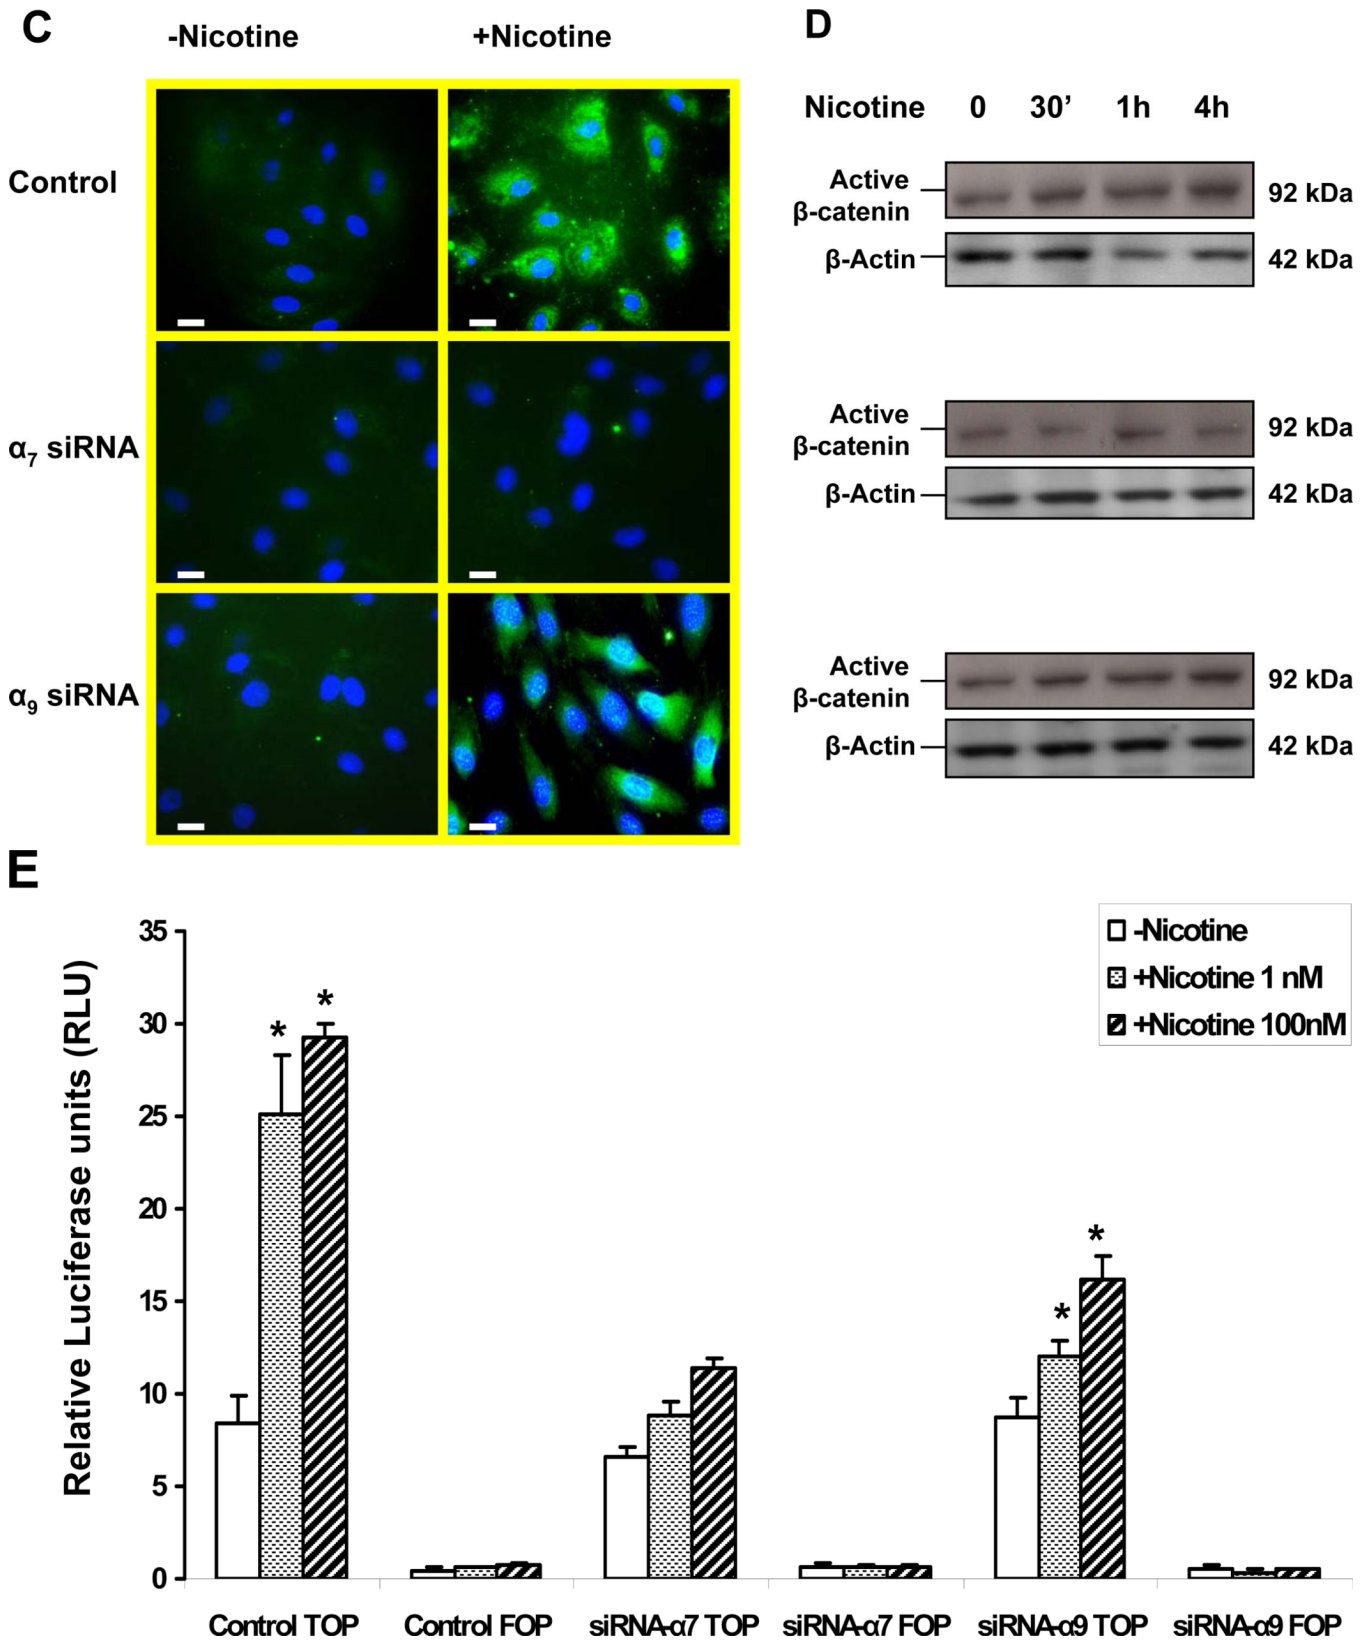 C
-Nicotine
+Nicotine
Control
α7 siRNA
α9 siRNA
D
Nicotine 0 30’ 1h 4h
Active
β-catenin
92 kDa
β-Actin
42 kDa
Active
β-catenin
92 kDa
β-Actin
42 kDa
Active
β-catenin
92 kDa
β-Actin
42 kDa
E
Relative Luciferase units (RLU)
35
30
25
20
15
10
5
0
* *
* *
-Nicotine
+Nicotine 1 nM
+Nicotine 100nM
Control TOP
Control FOP
siRNA-α7 TOP
siRNA-α7 FOP
siRNA-α9 TOP
siRNA-α9 FOP